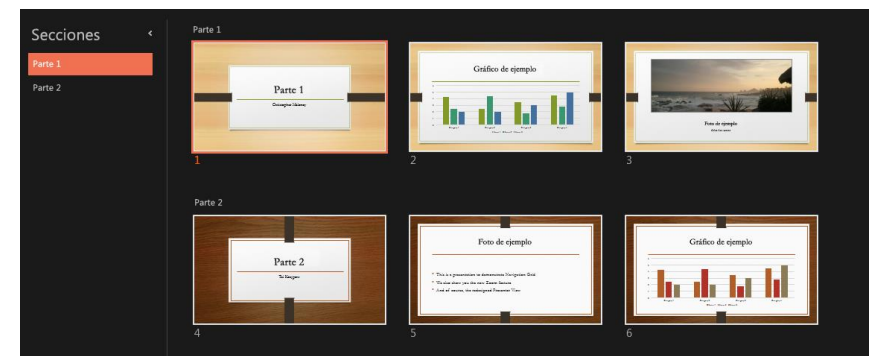 Secciones
Parte 1
Parte 2
Parte 1
Parte 1
1
Gráfico de ejemplo
2
Foto de ejemplo
3
Parte 2
Parte 2
4
Foto de ejemplo
This is a presentation to demonstrate Navigation Grid
We also show you the new Zoom feature
And of course, the redesigned Presenter View
5
Gráfico de ejemplo
6